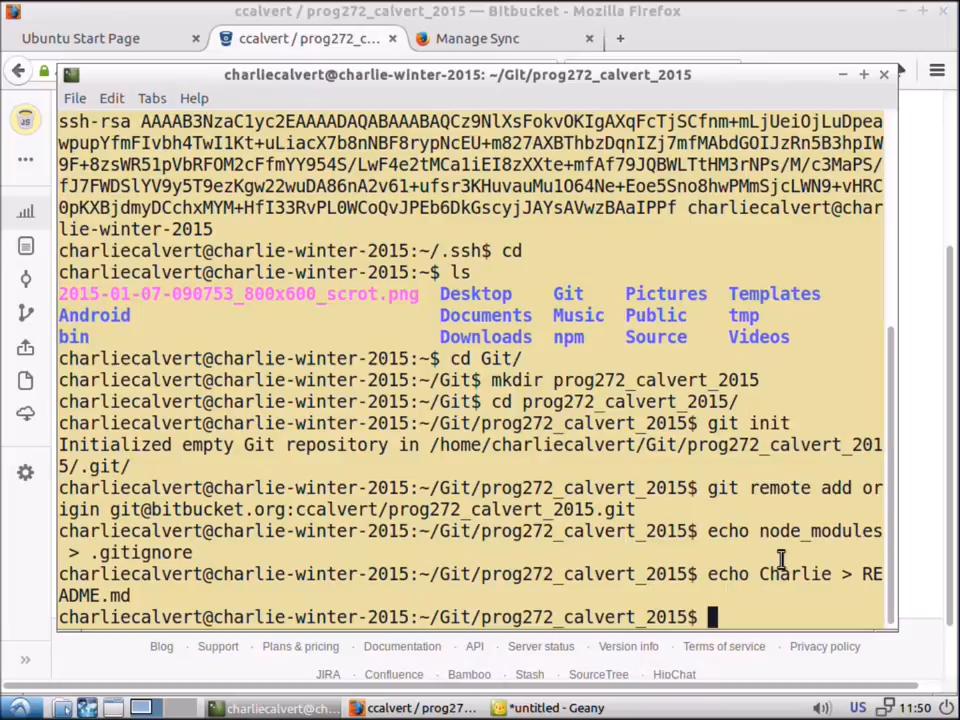 ccalvert / prog272_calvert_2015 — Bitbucket - Mozilla Firefox
Ubuntu Start Page
ccalvert / prog272_c...
Manage Sync
charliecalvert@charlie-winter-2015: ~/Git/prog272_calvert_2015
File Edit Tabs Help
ssh-rsa AAAAB3NzaC1yc2EAAAADAQABAAABAQCz9NlXsFokvOKIgAXqFcTjSCfnm+mLjUeiOjLuDpea
wpupYfmFIvbh4TwI1Kt+uLiacX7b8nNBF8rypNcEU+m827AXBThbzDqnIZj7mfMAbdGOIJzRn5B3hpIW
9F+8zsWR51pVbRFOM2cFfmYY954S/LwF4e2tMCa1iEI8zXXte+mfAf79JQBWLTtHM3rNPs/M/c3MaPS/
fJ7FWDSlYV9y5T9ezKgw22wuDA86nA2v61+ufsr3KHuvauMu1O64Ne+Eoe5Sno8hwPMmSjcLWN9+vHRC
0pKXBjdmyDCchxMYM+HfI33RvPL0WCoQvJPEb6DkGscyjJAYsAVwzBAaIPPf charliecalvert@char
lie-winter-2015
charliecalvert@charlie-winter-2015:~/.ssh$ cd
charliecalvert@charlie-winter-2015:~$ ls
2015-01-07-090753_800x600_scrot.png Desktop Git Pictures Templates
Android Documents Music Public tmp
bin Downloads npm Source Videos
charliecalvert@charlie-winter-2015:~$ cd Git/
charliecalvert@charlie-winter-2015:~/Git$ mkdir prog272_calvert_2015
charliecalvert@charlie-winter-2015:~/Git$ cd prog272_calvert_2015/
charliecalvert@charlie-winter-2015:~/Git/prog272_calvert_2015$ git init
Initialized empty Git repository in /home/charliecalvert/Git/prog272_calvert_201
5/.git/
charliecalvert@charlie-winter-2015:~/Git/prog272_calvert_2015$ git remote add or
igin git@bitbucket.org:ccalvert/prog272_calvert_2015.git
charliecalvert@charlie-winter-2015:~/Git/prog272_calvert_2015$ echo node_modules
 > .gitignore
charliecalvert@charlie-winter-2015:~/Git/prog272_calvert_2015$ echo Charlie > RE
ADME.md
charliecalvert@charlie-winter-2015:~/Git/prog272_calvert_2015$
Blog Support Plans & pricing Documentation API Server status Version info Terms of service Privacy policy
JIRA Confluence Bamboo Stash SourceTree HipChat
charliecalvert@ch... ccalvert / prog27... *untitled - Geany US 11:50